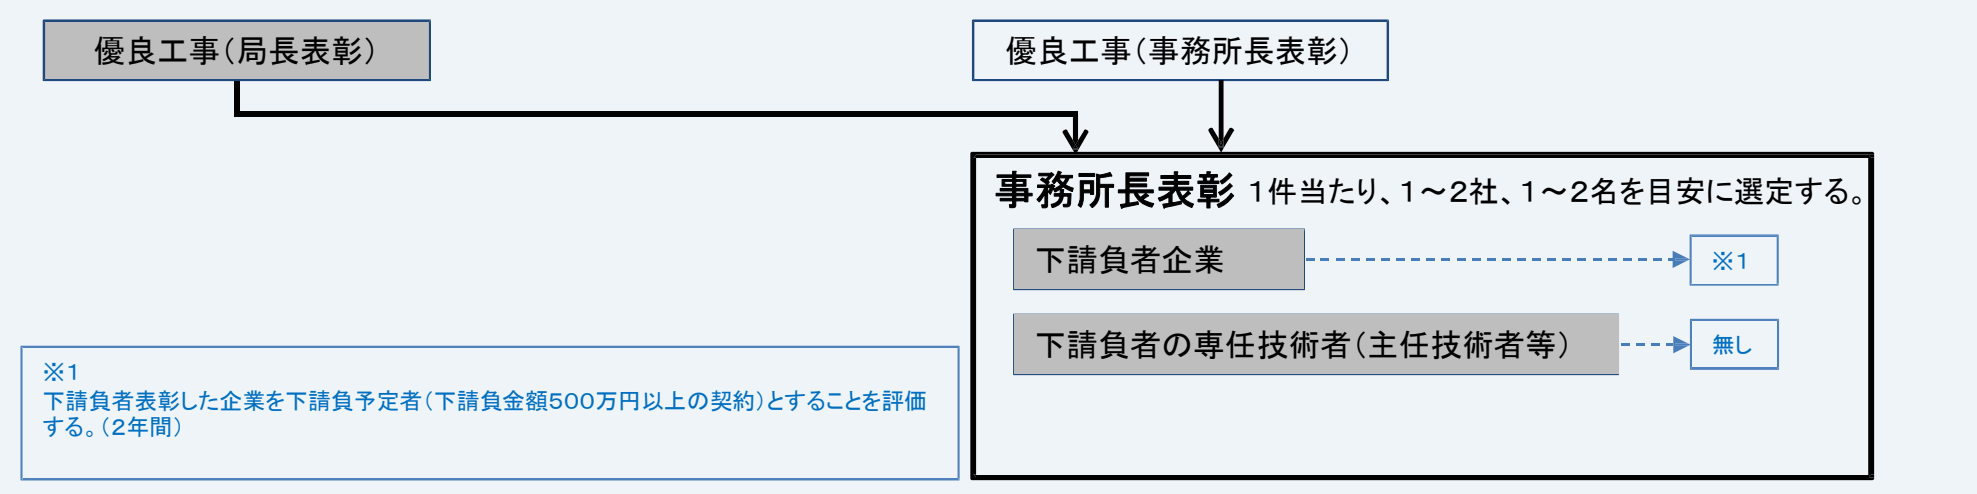 優良工事（局長表彰）
優良工事（事務所長表彰）
事務所長表彰 １件当たり、１～２社、１～２名を目安に選定する。
下請負者企業
※１
下請負者の専任技術者（主任技術者等）
無し
※１
下請負者表彰した企業を下請負予定者（下請負金額５００万円以上の契約）とすることを評価
する。（２年間）